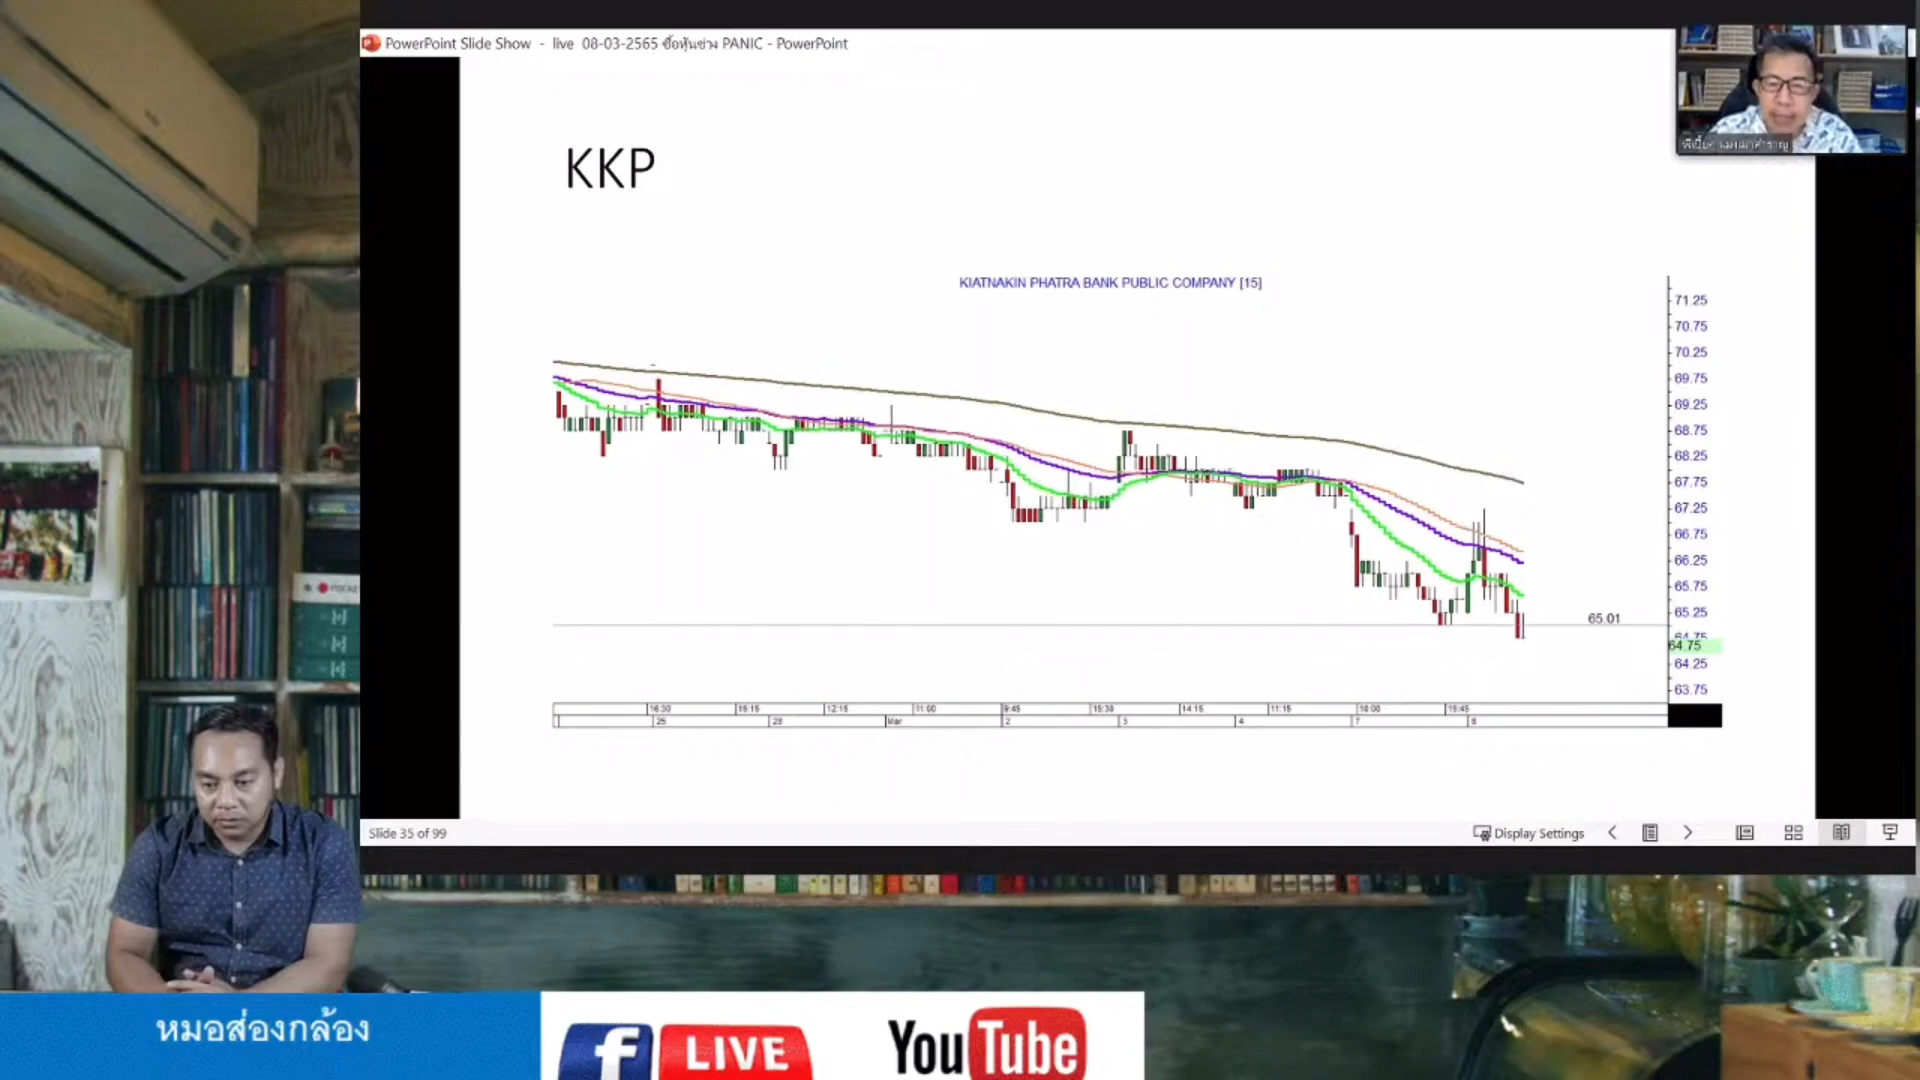 PowerPoint Slide Show - live 08-03-2565 ซื้อหุ้นช่วง PANIC - PowerPoint
KKP
KIATNAKIN PHATRA BANK PUBLIC COMPANY [15]
71.25
70.75
70.25
69.75
69.25
68.75
68.25
67.75
67.25
66.75
66.25
65.75
65.25
65.01
64.75
64.75
64.25
63.75
16:30 15:15 12:15 11:00 9:45 15:30 14:15 11:15 10:00 15:45
25 28 Mar 2 3 4 7 8
Slide 35 of 99
Display Settings
หมอส่องกล้อง
f LIVE
YouTube